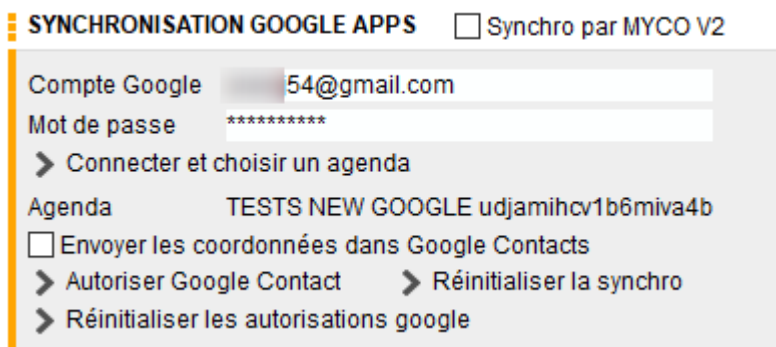 SYNCHRONISATION GOOGLE APPS Synchro par MYCO V2
Compte Google 54@gmail.com
Mot de passe **********
Connecter et choisir un agenda
Agenda TESTS NEW GOOGLE udjamihcv1b6miva4b
Envoyer les coordonnées dans Google Contacts
Autoriser Google Contact Réinitialiser la synchro
Réinitialiser les autorisations google